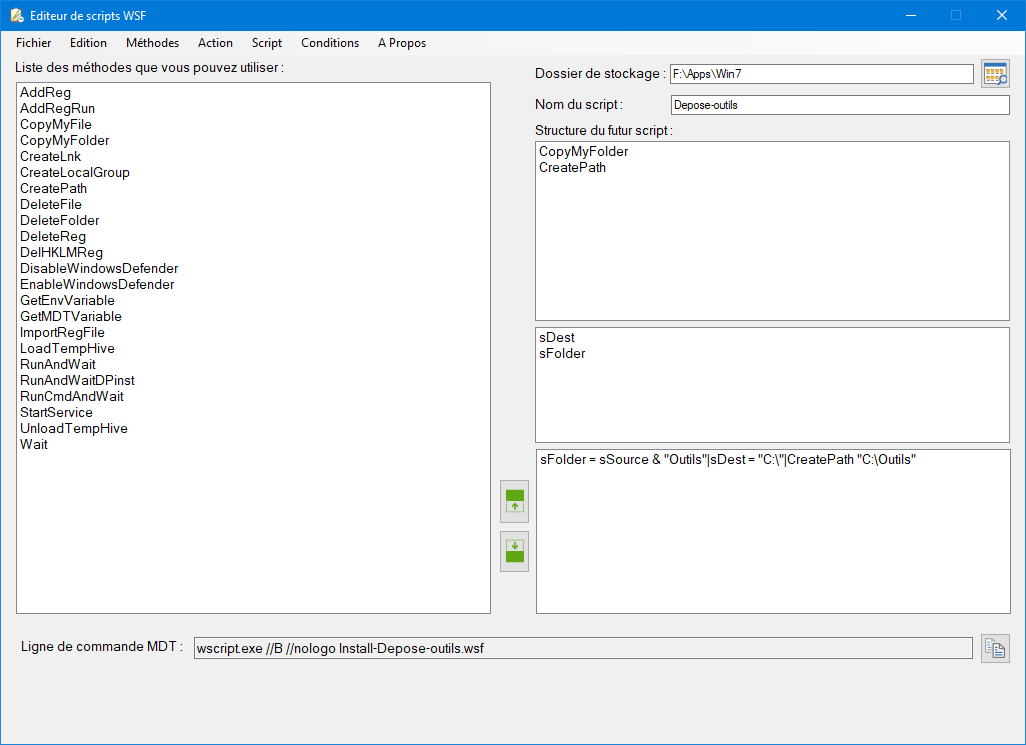 Editeur de scripts WSF
Fichier Edition Méthodes Action Script Conditions A Propos
Liste des méthodes que vous pouvez utiliser :
AddReg
AddRegRun
CopyMyFile
CopyMyFolder
CreateLnk
CreateLocalGroup
CreatePath
DeleteFile
DeleteFolder
DeleteReg
DelHKLMReg
DisableWindowsDefender
EnableWindowsDefender
GetEnvVariable
GetMDTVariable
ImportRegFile
LoadTempHive
RunAndWait
RunAndWaitDPinst
RunCmdAndWait
StartService
UnloadTempHive
Wait
Dossier de stockage : F:\Apps\Win7
Nom du script : Depose-outils
Structure du futur script :
CopyMyFolder
CreatePath
sDest
sFolder
sFolder = sSource & "Outils"|sDest = "C:\"|CreatePath "C:\Outils"
Ligne de commande MDT : wscript.exe //B //nologo Install-Depose-outils.wsf